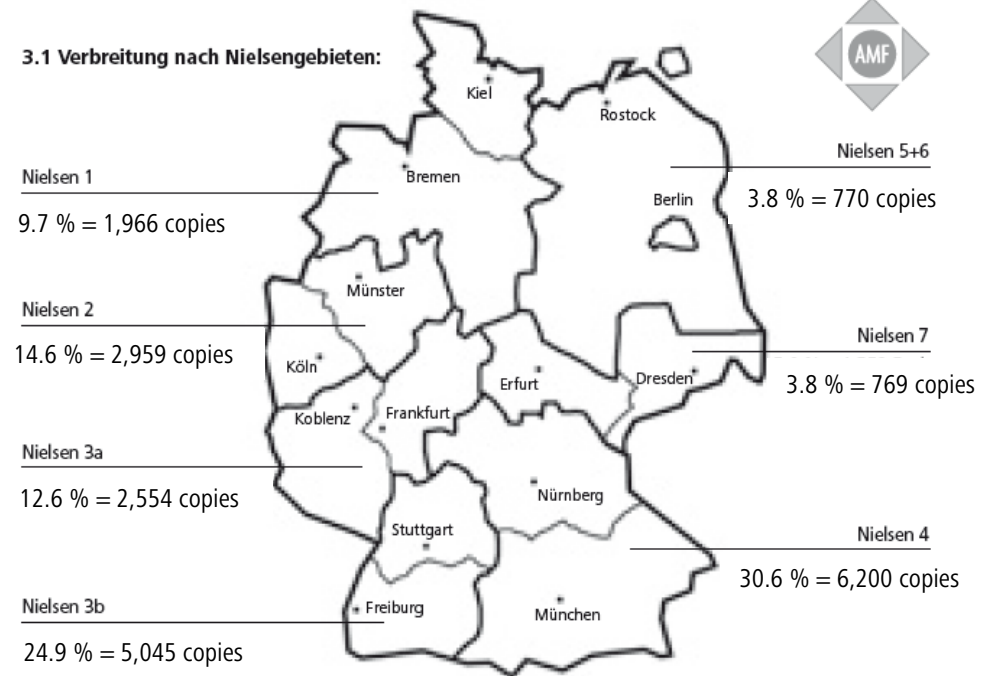 3.1 Verbreitung nach Nielsengebieten:
AMF
Kiel
Rostock
Nielsen 5+6
3.8 % = 770 copies
Nielsen 1
9.7 % = 1,966 copies
Bremen
Berlin
Münster
Nielsen 2
14.6 % = 2,959 copies
Köln
Erfurt
Dresden
Nielsen 7
3.8 % = 769 copies
Koblenz
Frankfurt
Nielsen 3a
12.6 % = 2,554 copies
Nürnberg
Stuttgart
Nielsen 4
30.6 % = 6,200 copies
Nielsen 3b
24.9 % = 5,045 copies
Freiburg
München